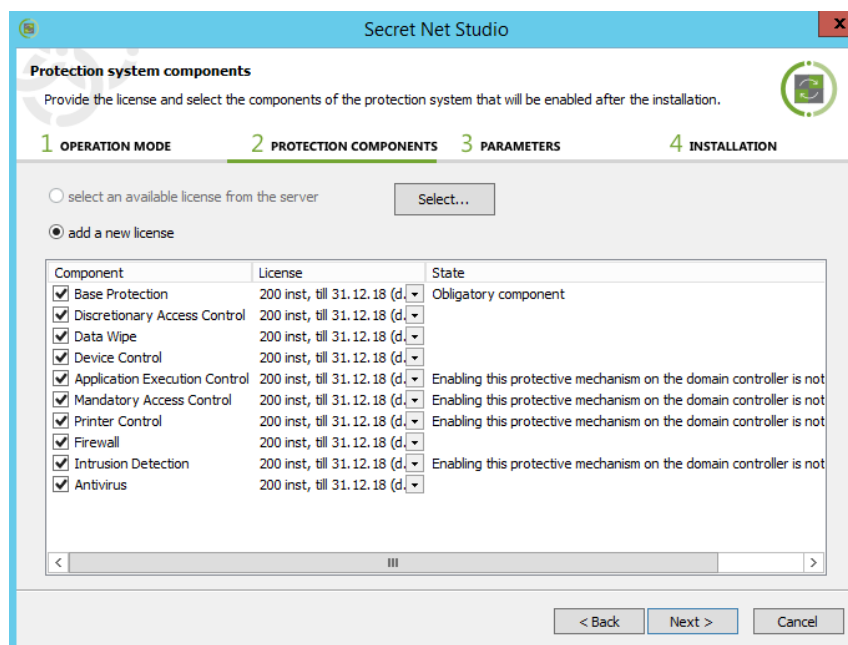 Secret Net Studio
x
Protection system components
Provide the license and select the components of the protection system that will be enabled after the installation.
1 OPERATION MODE 2 PROTECTION COMPONENTS 3 PARAMETERS 4 INSTALLATION
select an available license from the server Select...
add a new license
Component License State
Base Protection 200 inst, till 31.12.18 (d. Obligatory component
Discretionary Access Control 200 inst, till 31.12.18 (d.
Data Wipe 200 inst, till 31.12.18 (d.
Device Control 200 inst, till 31.12.18 (d.
Application Execution Control 200 inst, till 31.12.18 (d. Enabling this protective mechanism on the domain controller is not
Mandatory Access Control 200 inst, till 31.12.18 (d. Enabling this protective mechanism on the domain controller is not
Printer Control 200 inst, till 31.12.18 (d. Enabling this protective mechanism on the domain controller is not
Firewall 200 inst, till 31.12.18 (d.
Intrusion Detection 200 inst, till 31.12.18 (d. Enabling this protective mechanism on the domain controller is not
Antivirus 200 inst, till 31.12.18 (d.
< Back Next > Cancel